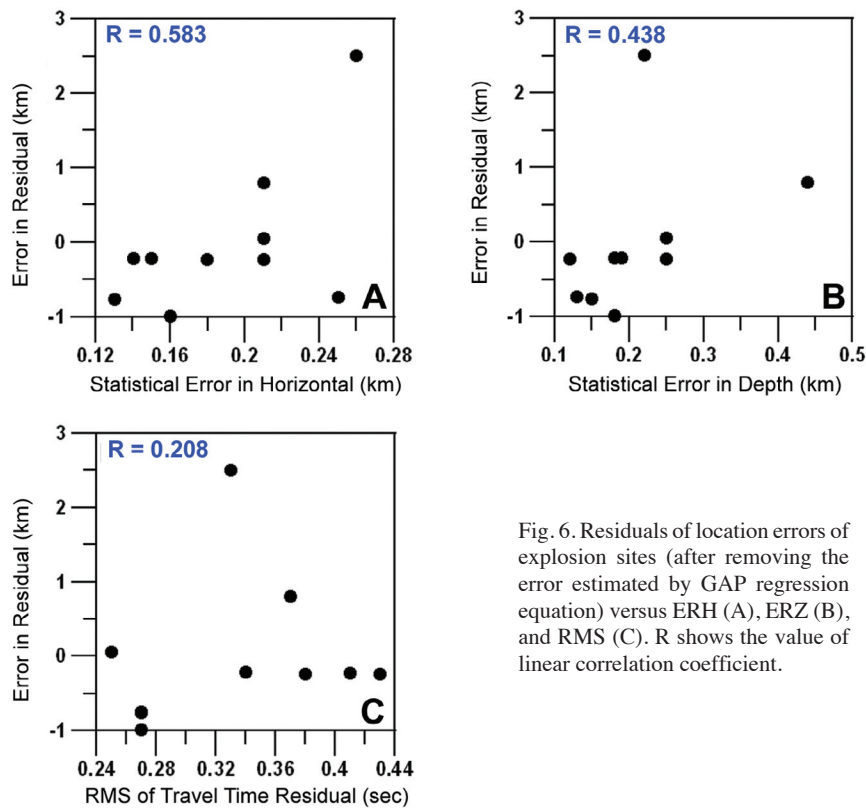 R = 0.583
3
2
1
0
-1
Error in Residual (km)
A
0.12 0.16 0.2 0.24 0.28
Statistical Error in Horizontal (km)
R = 0.438
3
2
1
0
-1
Error in Residual (km)
B
0.1 0.2 0.3 0.4 0.5
Statistical Error in Depth (km)
R = 0.208
3
2
1
0
-1
Error in Residual (km)
C
0.24 0.28 0.32 0.36 0.4 0.44
RMS of Travel Time Residual (sec)
Fig. 6. Residuals of location errors of
explosion sites (after removing the
error estimated by GAP regression
equation) versus ERH (A), ERZ (B),
and RMS (C). R shows the value of
linear correlation coefficient.